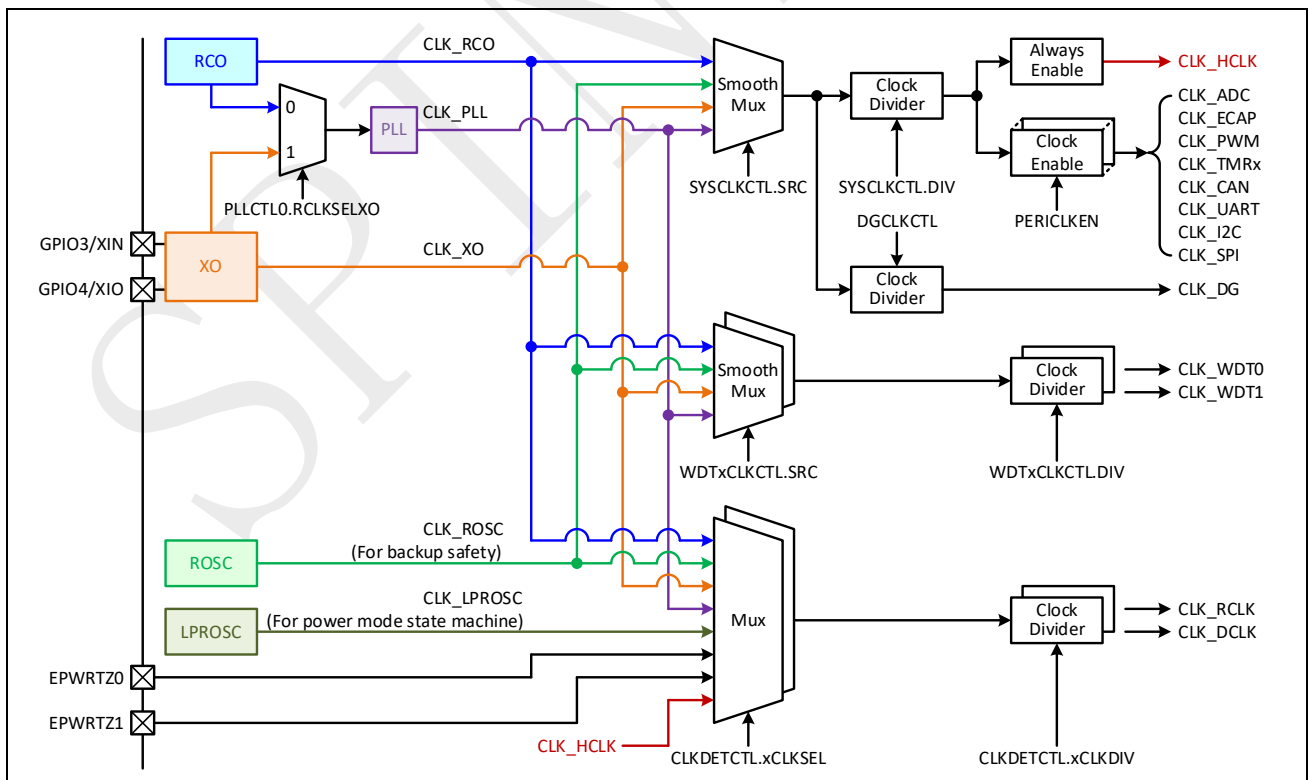 RCO
CLK_RCO
0
1
PLL
CLK_PLL
PLLCTL0.RCLKSELXO
Smooth
Mux
SYSCLKCTL.SRC
Clock
Divider
SYSCLKCTL.DIV
Always
Enable
CLK_HCLK
Clock
Enable
PERICLKEN
CLK_ADC
CLK_ECAP
CLK_PWM
CLK_TMRx
CLK_CAN
CLK_UART
CLK_I2C
CLK_SPI
GPIO3/XIN
GPIO4/XIO
XO
CLK_XO
DGCLKCTL
Clock
Divider
CLK_DG
Smooth
Mux
WDTxCLKCTL.SRC
Clock
Divider
WDTxCLKCTL.DIV
CLK_WDT0
CLK_WDT1
ROSC
CLK_ROSC
(For backup safety)
LPROSC
CLK_LPROSC
(For power mode state machine)
EPWRTZ0
EPWRTZ1
CLK_HCLK
Mux
CLKDETCTL.xCLKSEL
Clock
Divider
CLKDETCTL.xCLKDIV
CLK_RCLK
CLK_DCLK